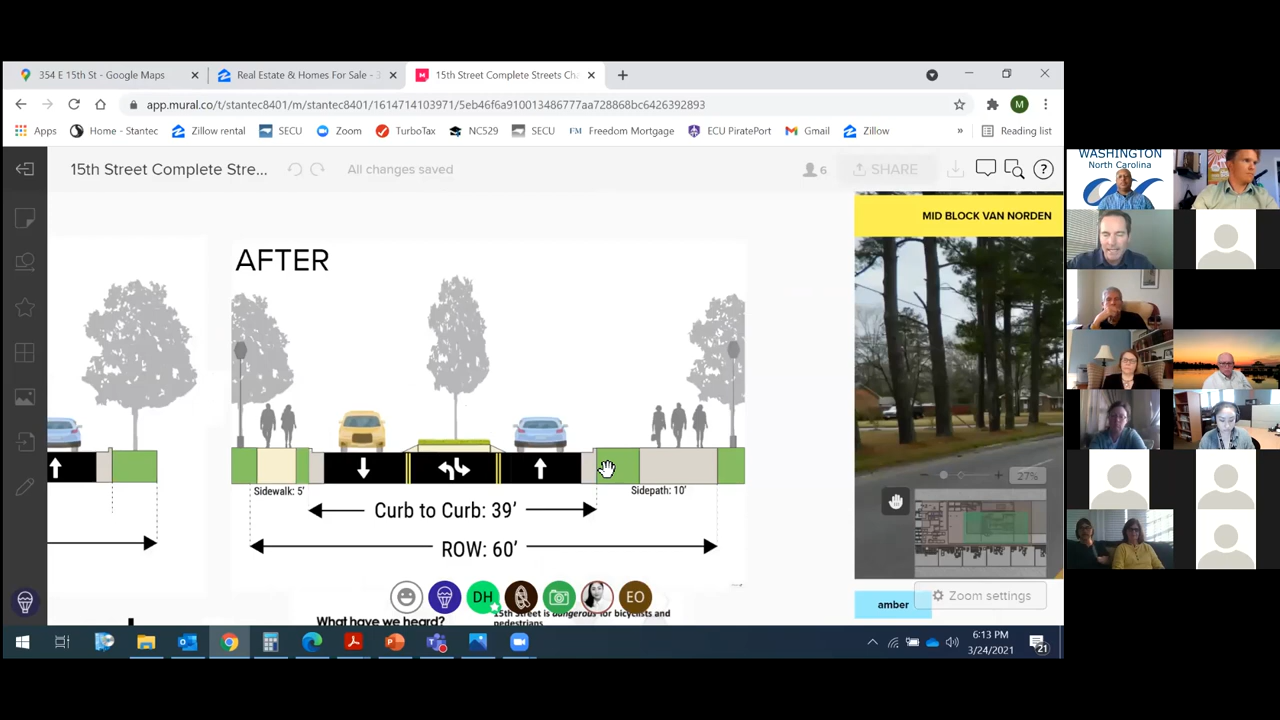 354 E 15th St - Google Maps
Real Estate & Homes For Sale -
15th Street Complete Streets Cha
app.mural.co/t/stantec8401/m/stantec8401/1614714103971/5eb46f6a910013486777aa728868bc6426392893
M
Apps
Home - Stantec
Zillow rental
SECU
Zoom
TurboTax
NC529
SECU
FM Freedom Mortgage
ECU PiratePort
Gmail
Zillow
»
Reading list
15th Street Complete Stre...
All changes saved
6
SHARE
WASHINGTON
North Carolina
MID BLOCK VAN NORDEN
AFTER
Sidewalk: 5'
Sidepath: 10'
Curb to Curb: 39'
ROW: 60'
27%
DH
EO
Zoom settings
amber
What have we heard?
15th Street is dangerous for bicyclists and
pedestrians
6:13 PM
3/24/2021
21